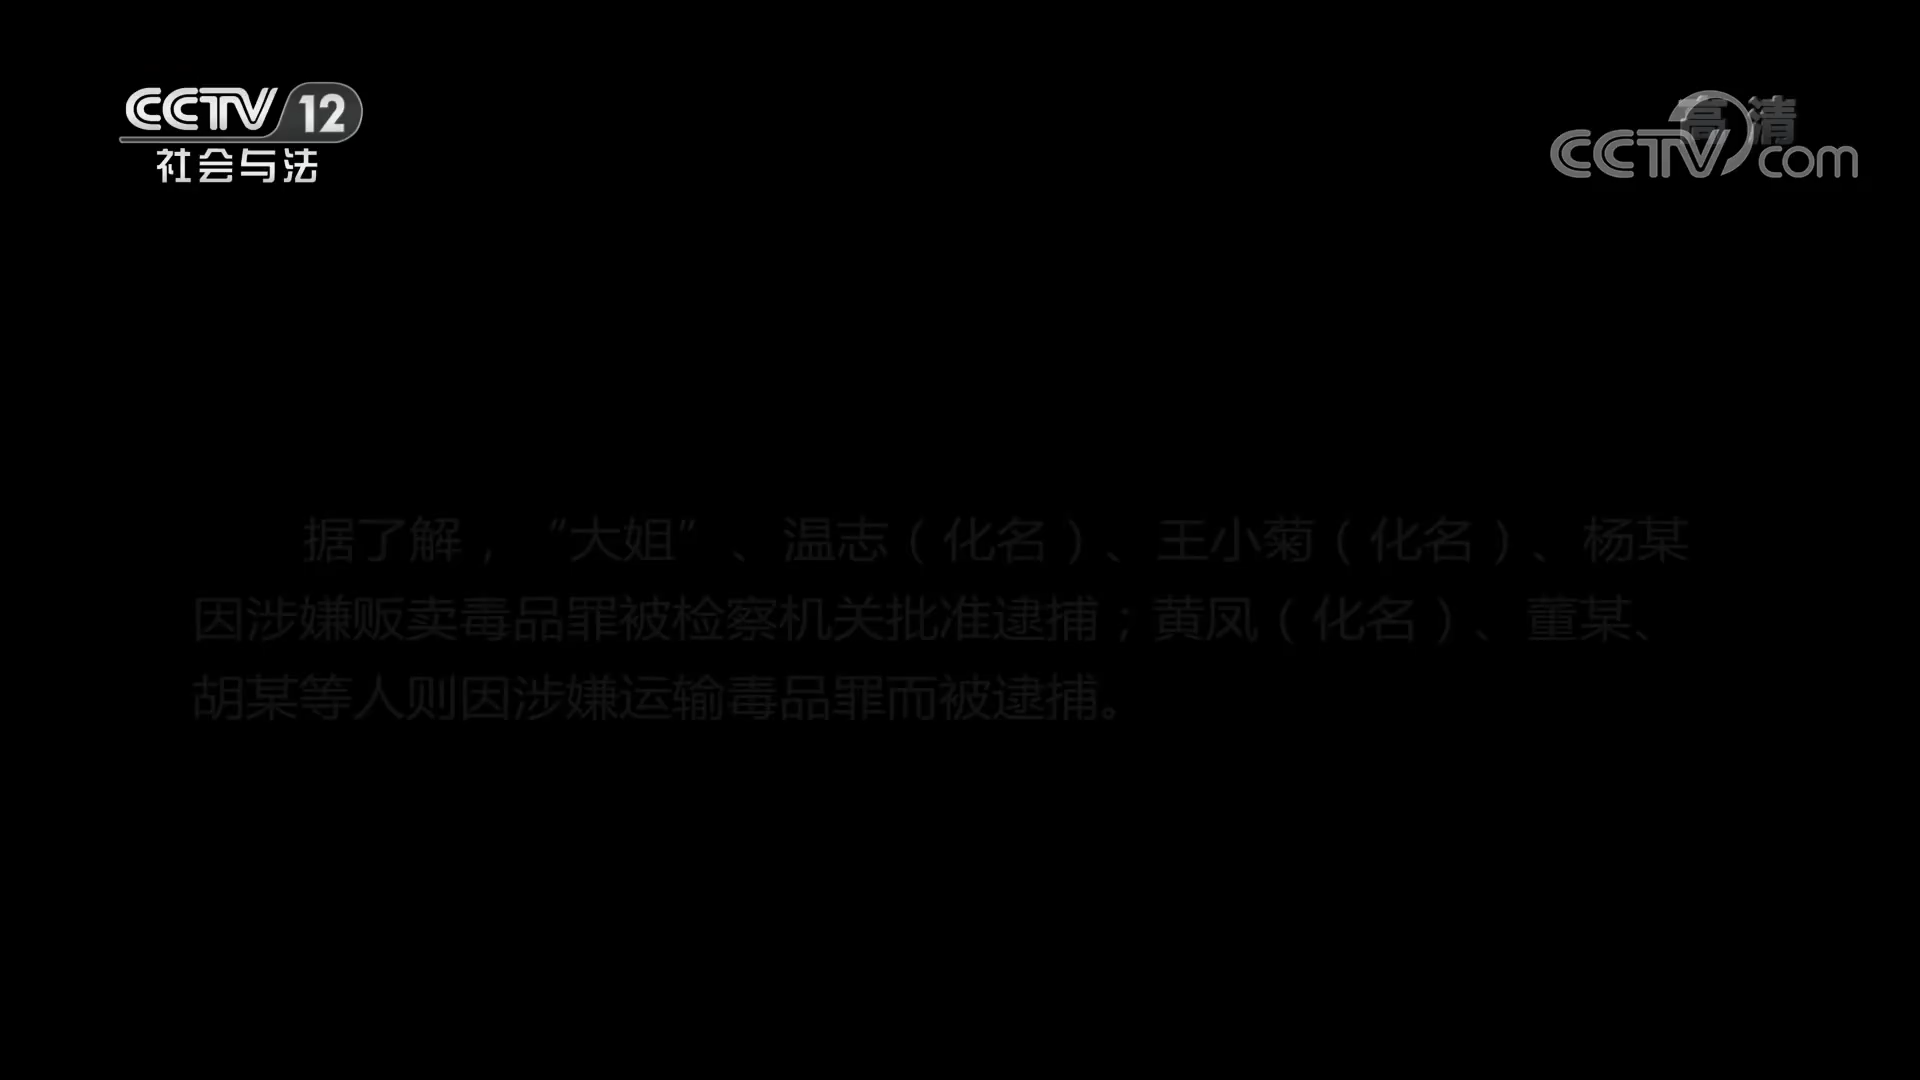 CCTV 12
社会与法
高清
CCTV com
据了解，“大姐”、温志（化名）、王小菊（化名）、杨某
因涉嫌贩卖毒品罪被检察机关批准逮捕；黄凤（化名）、董某、
胡某等人则因涉嫌运输毒品罪而被逮捕。